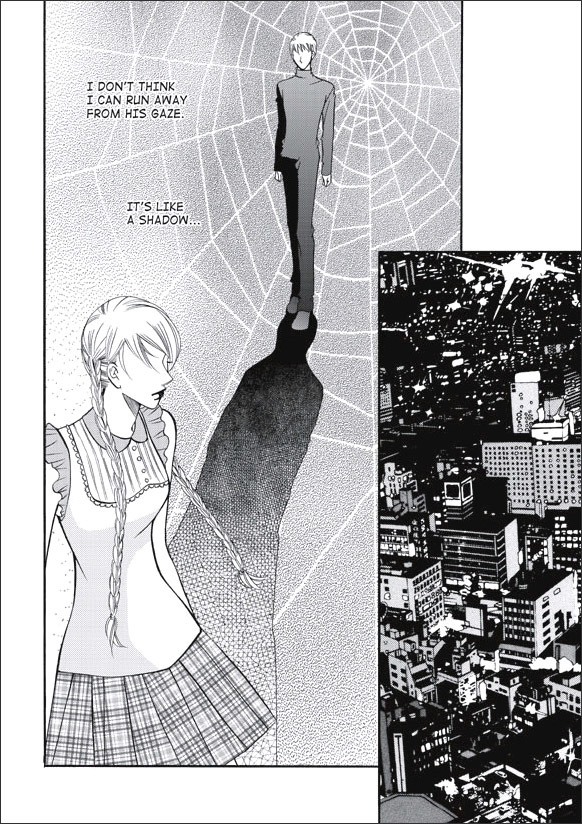 I DON'T THINK
I CAN RUN AWAY
FROM HIS GAZE.
IT'S LIKE
A SHADOW...